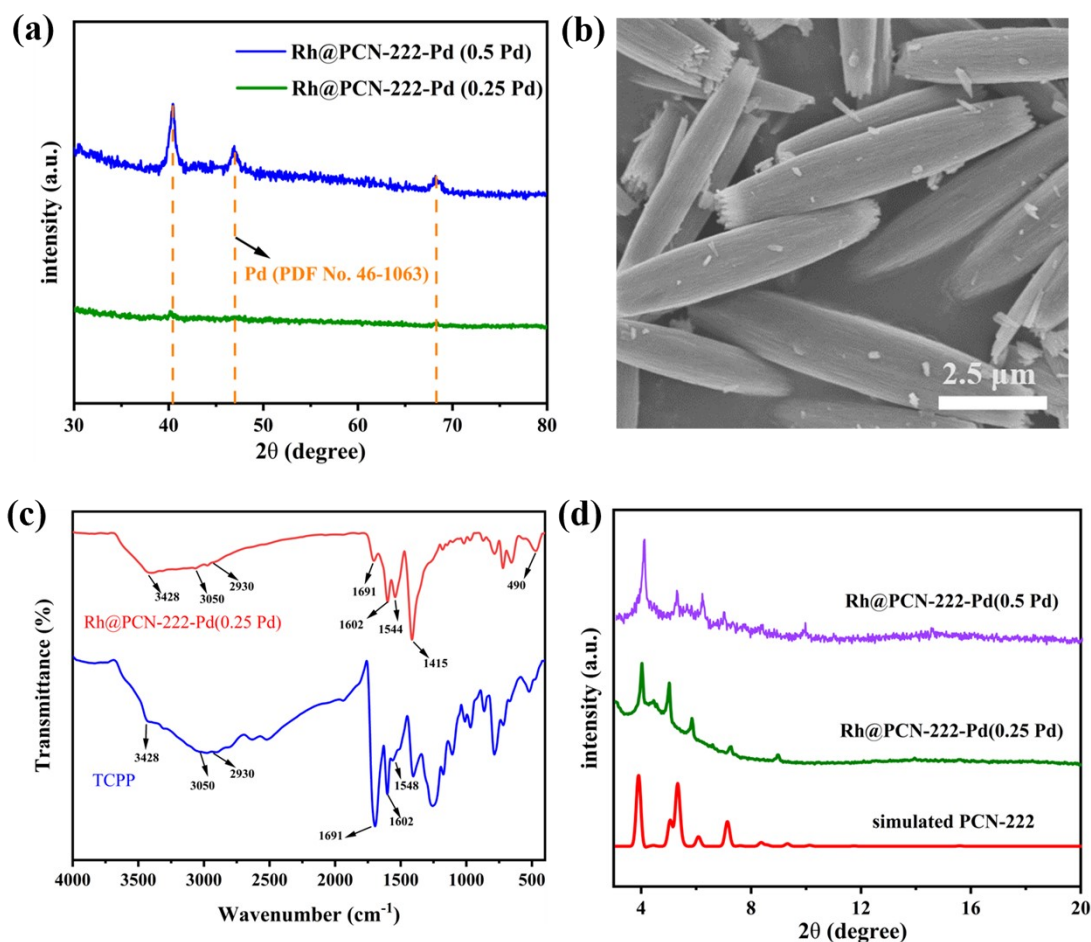 (a)
Rh@PCN-222-Pd (0.5 Pd)
Rh@PCN-222-Pd (0.25 Pd)
Pd (PDF No. 46-1063)
intensity (a.u.)
30
40
50
60
70
80
2θ (degree)
(b)
2.5 μm
(c)
3428
3050
2930
1691
1602
1544
1415
490
Rh@PCN-222-Pd(0.25 Pd)
3428
3050
2930
TCPP
1691
1602
1548
Transmittance (%)
4000
3500
3000
2500
2000
1500
1000
500
Wavenumber (cm⁻¹)
(d)
Rh@PCN-222-Pd(0.5 Pd)
Rh@PCN-222-Pd(0.25 Pd)
simulated PCN-222
intensity (a.u.)
4
8
12
16
20
2θ (degree)